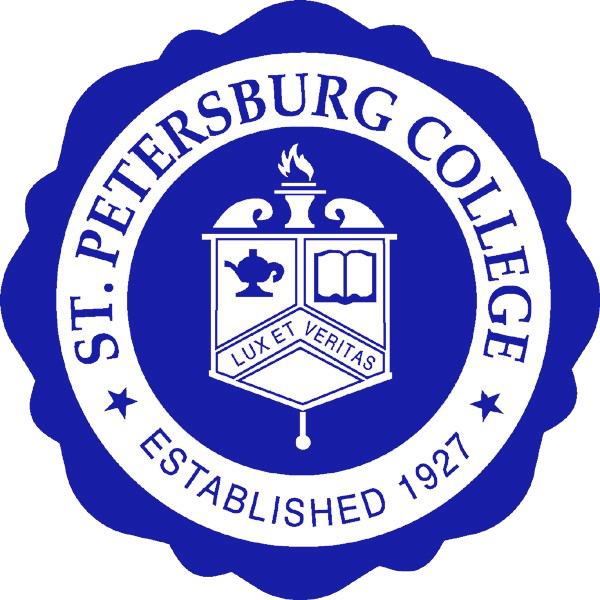 ST. PETERSBURG COLLEGE
LUX ET VERITAS
ESTABLISHED 1927